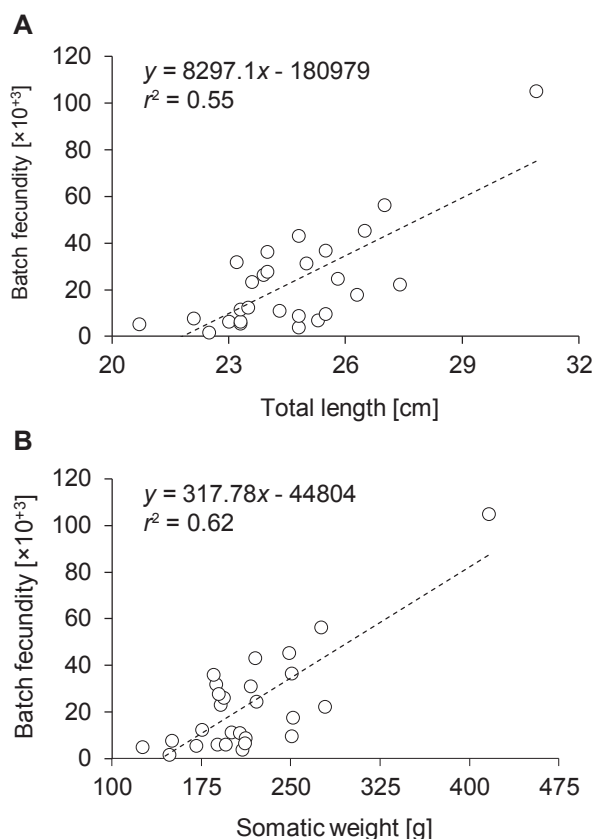 A
120
y = 8297.1x - 180979
r² = 0.55
100
80
60
40
20
0
Batch fecundity [×10⁺³]
20 23 26 29 32
Total length [cm]
B
120
y = 317.78x - 44804
r² = 0.62
100
80
60
40
20
0
Batch fecundity [×10⁺³]
100 175 250 325 400 475
Somatic weight [g]